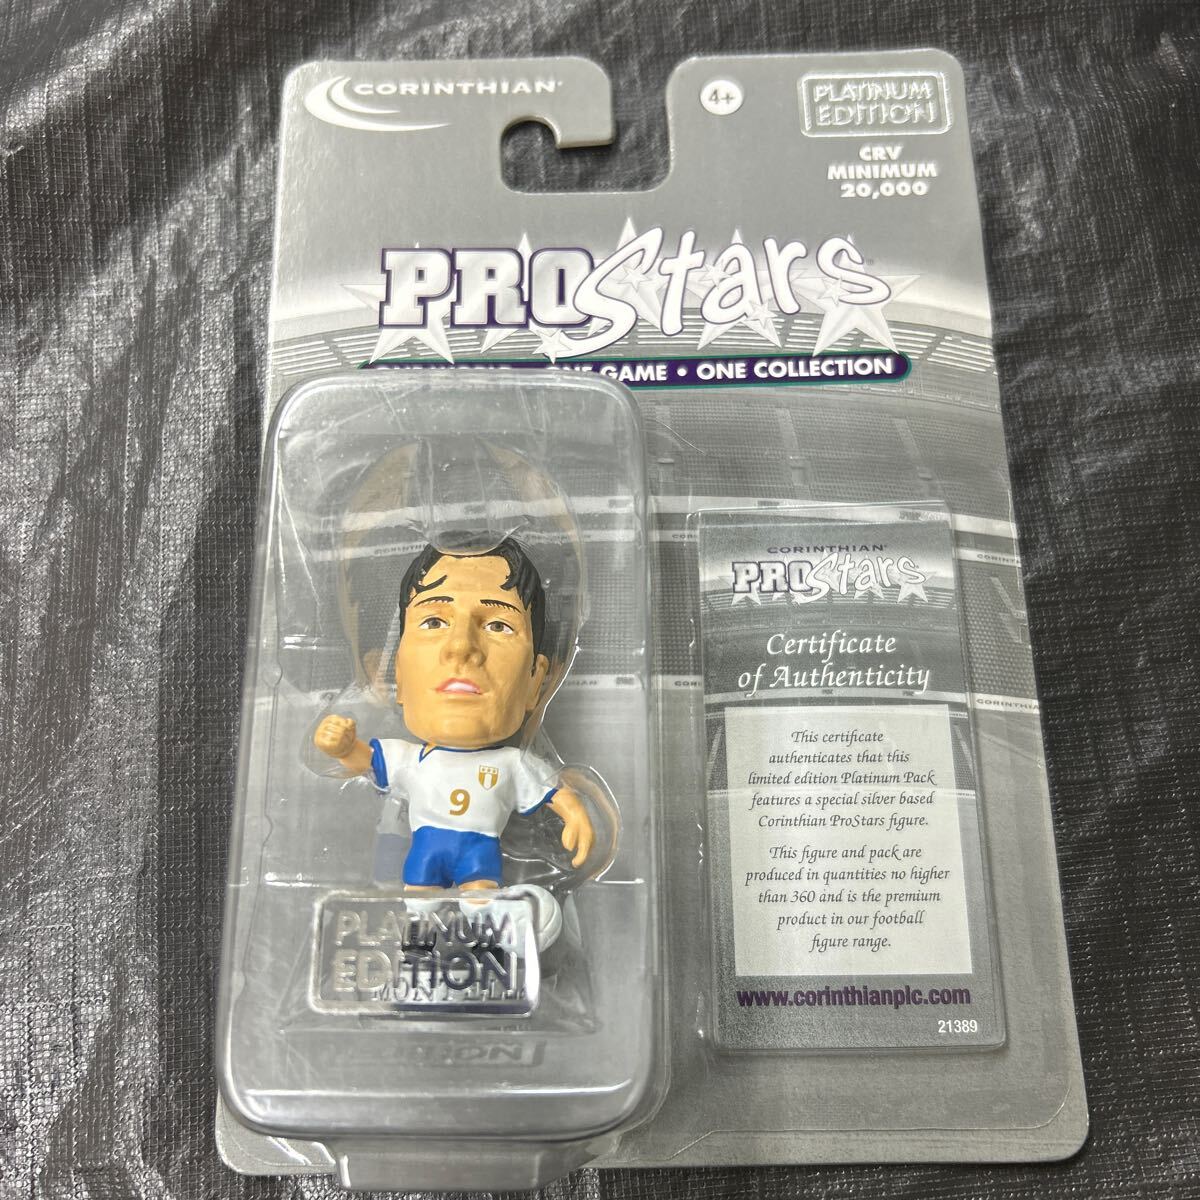 CORINTHIAN
4+
PLATINUM
EDITION
CRV
MINIMUM
20,000
PROStars
ONE WORLD • ONE GAME • ONE COLLECTION
CORINTHIAN
PROStars
Certificate
of Authenticity
This certificate
authenticates that this
limited edition Platinum Pack
features a special silver based
Corinthian ProStars figure.
This figure and pack are
produced in quantities no higher
than 360 and is the premium
product in our football
figure range.
www.corinthianplc.com
21389
9
PLATINUM
EDITION